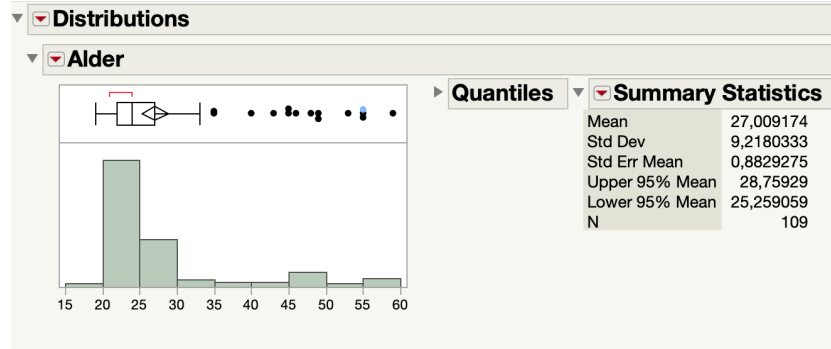 Distributions
Alder
Quantiles
Summary Statistics
Mean 27,009174
Std Dev 9,2180333
Std Err Mean 0,8829275
Upper 95% Mean 28,75929
Lower 95% Mean 25,259059
N 109
15 20 25 30 35 40 45 50 55 60